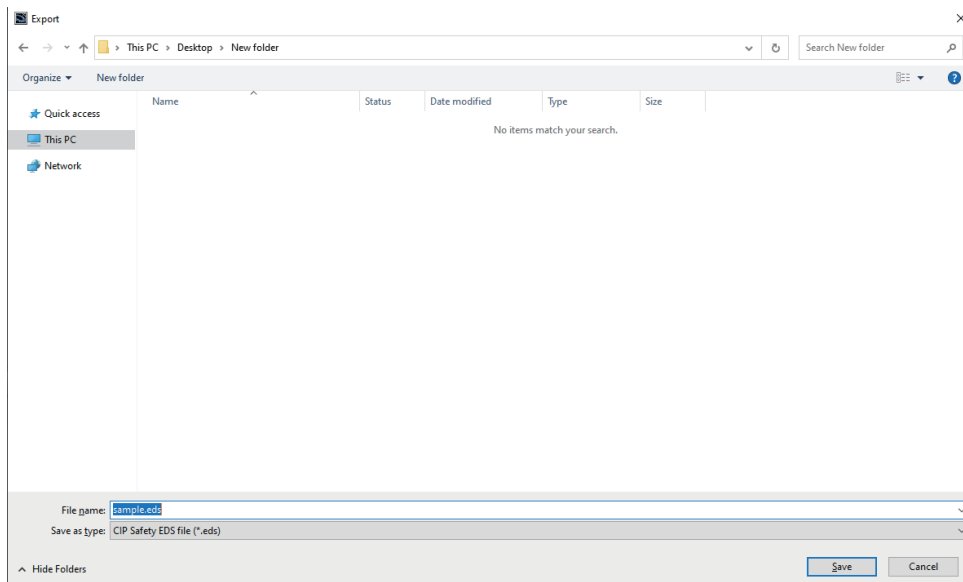 Export
This PC > Desktop > New folder
Search New folder
Organize
New folder
Name
Status
Date modified
Type
Size
Quick access
This PC
Network
No items match your search.
File name: sample.eds
Save as type: CIP Safety EDS file (*.eds)
Hide Folders
Save
Cancel